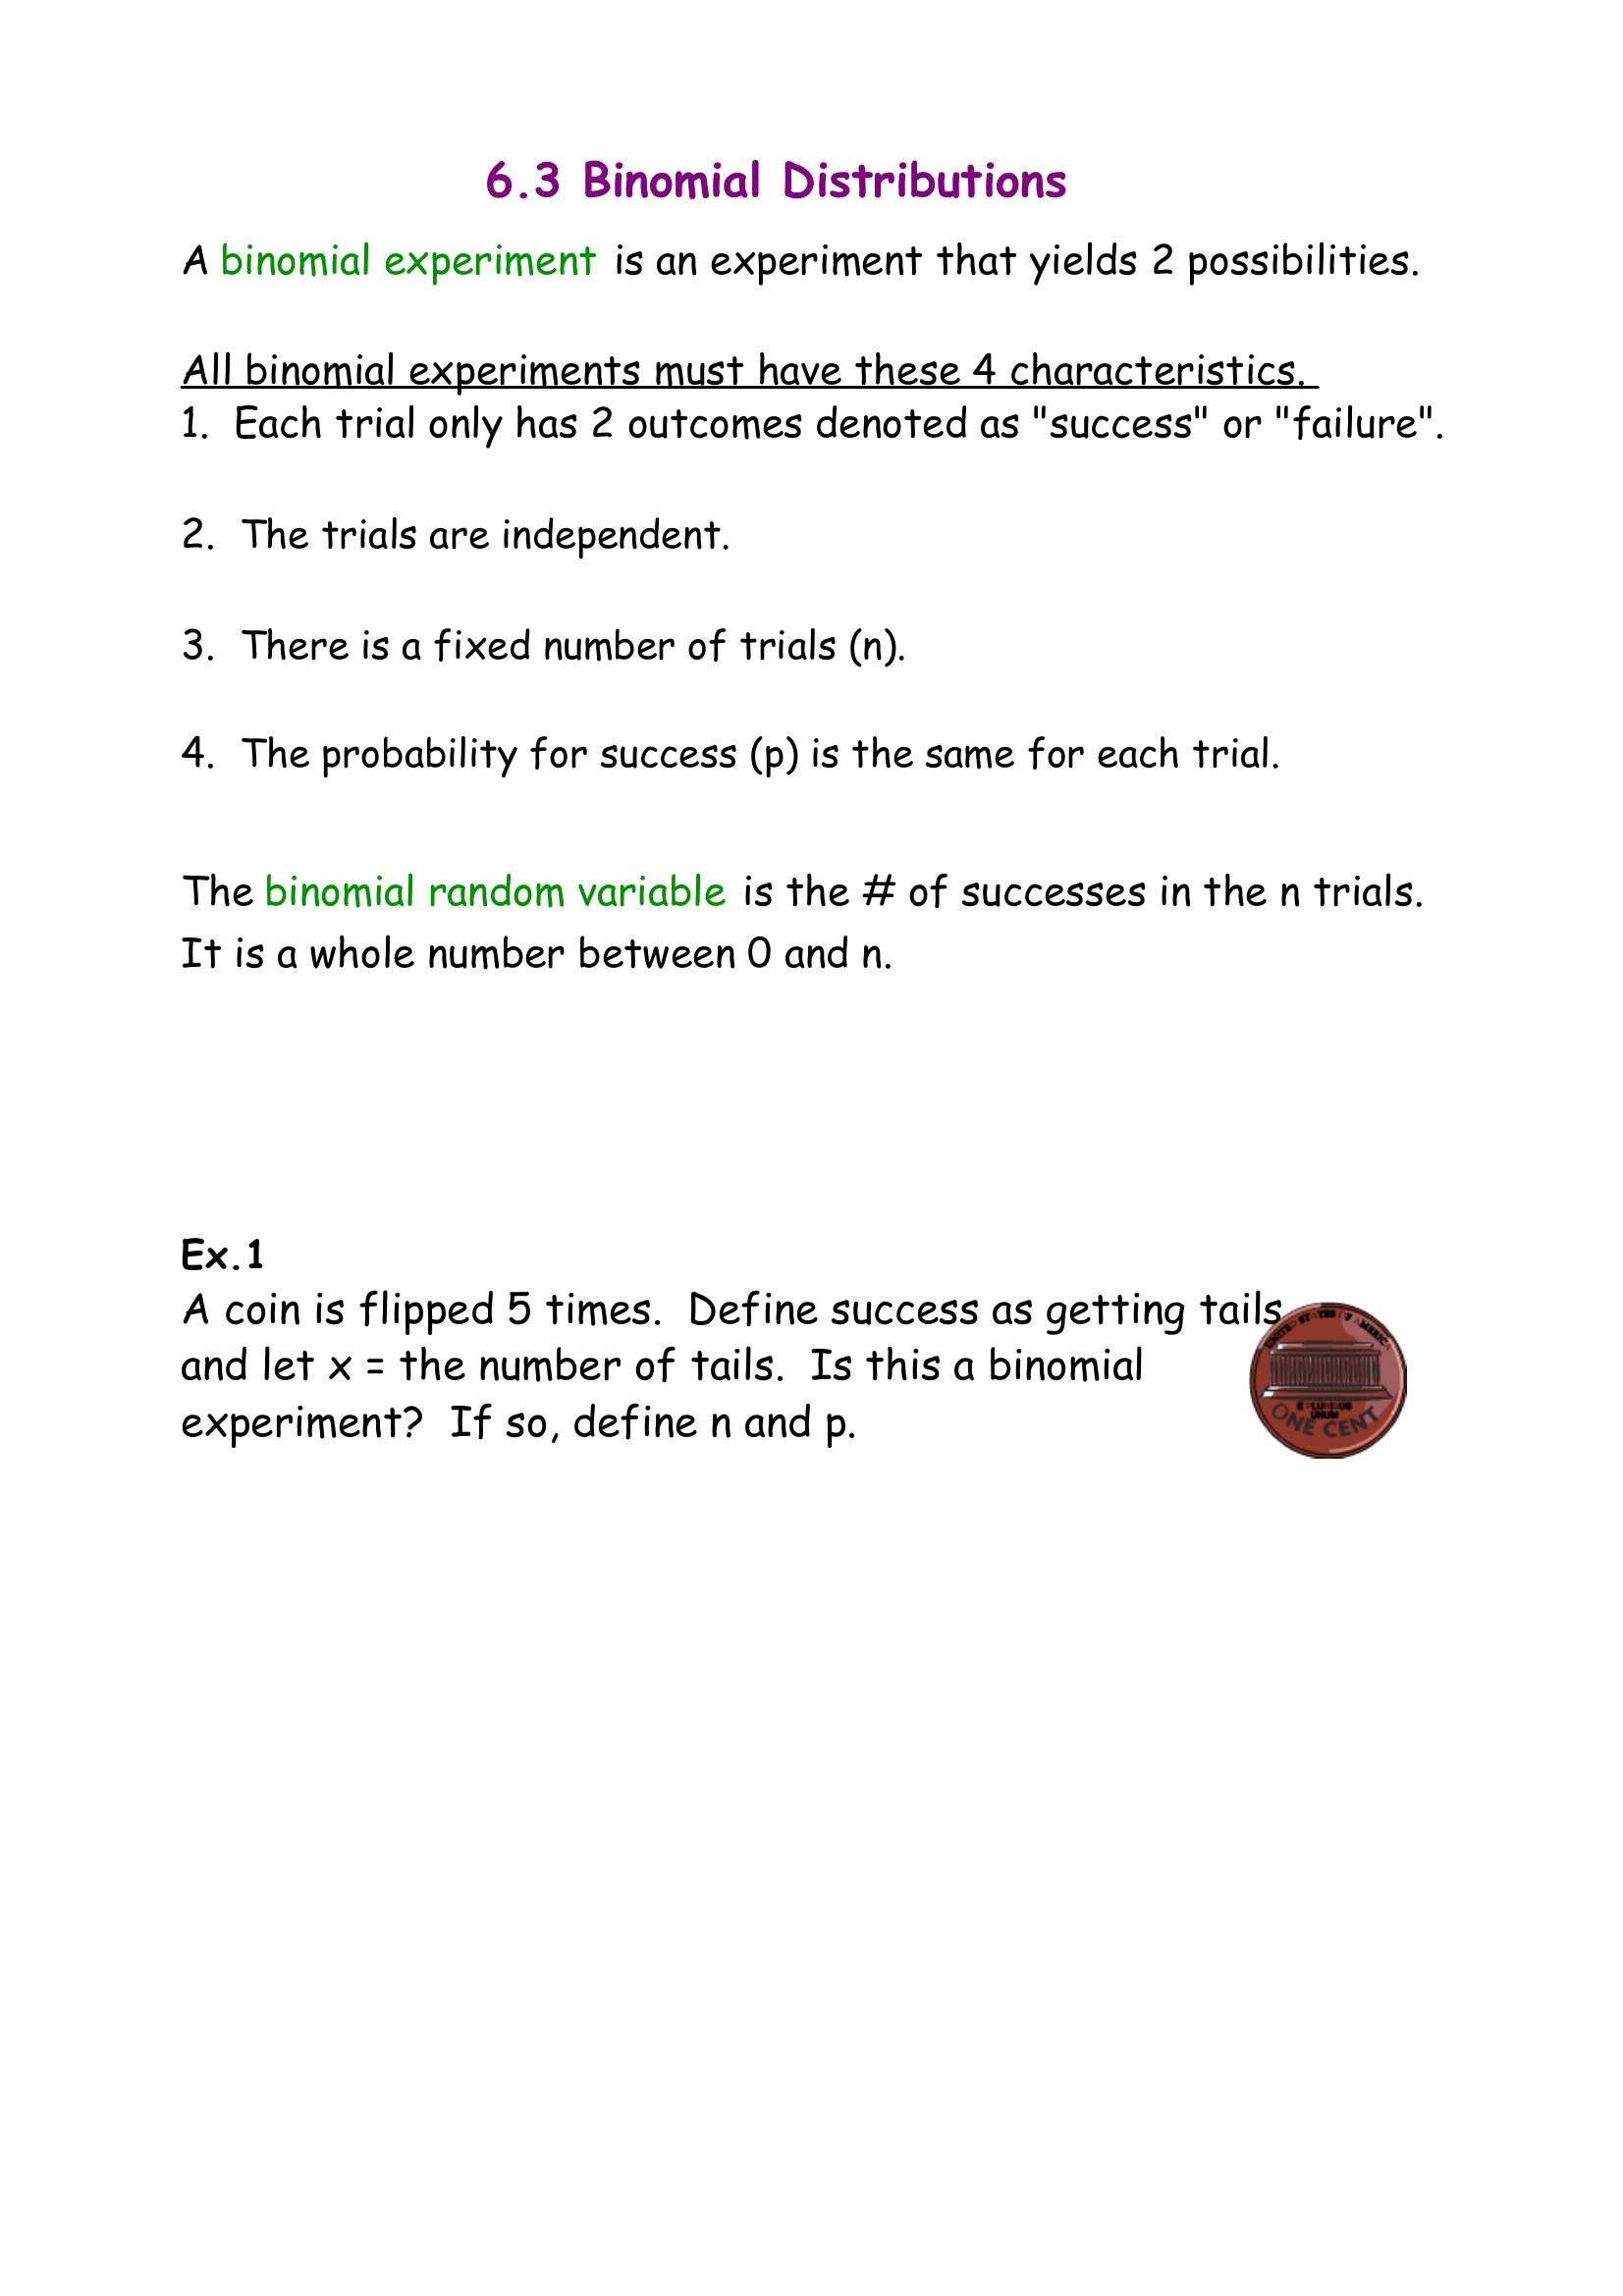 6.3 Binomial Distributions
A binomial experiment is an experiment that yields 2 possibilities.
All binomial experiments must have these 4 characteristics.
1. Each trial only has 2 outcomes denoted as "success" or "failure".
2. The trials are independent.
3. There is a fixed number of trials (n).
4. The probability for success (p) is the same for each trial.
The binomial random variable is the # of successes in the n trials.
It is a whole number between 0 and n.
Ex.1
A coin is flipped 5 times. Define success as getting tails
and let x = the number of tails. Is this a binomial
experiment? If so, define n and p.
UNITED STATES OF AMERICA
E PLURIBUS
UNUM
ONE CENT